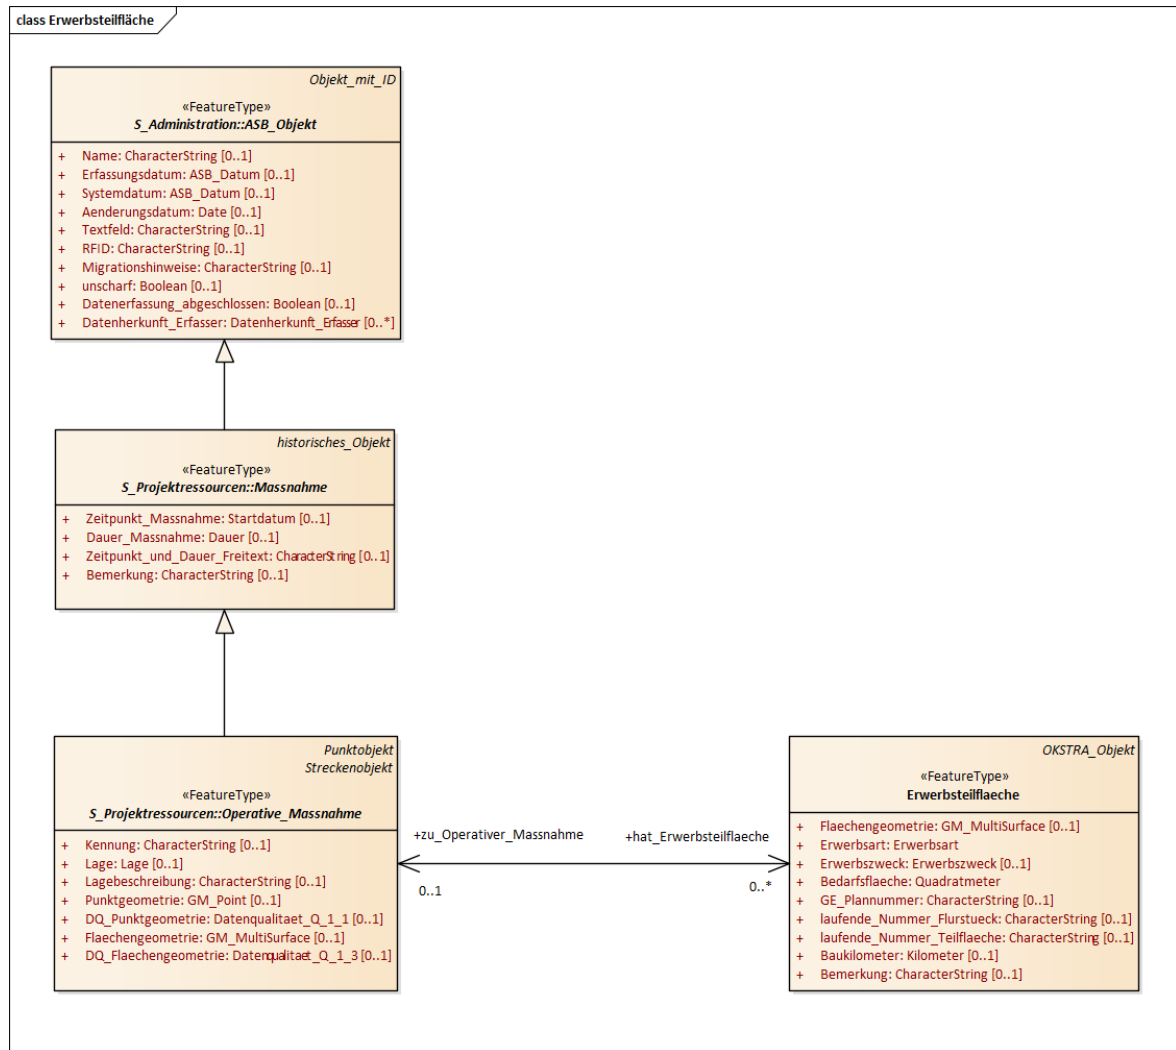 class Erwerbsteilfläche
Objekt_mit_ID
«FeatureType»
S_Administration::ASB_Objekt
+ Name: CharacterString [0..1]
+ Erfassungsdatum: ASB_Datum [0..1]
+ Systemdatum: ASB_Datum [0..1]
+ Aenderungsdatum: Date [0..1]
+ Textfeld: CharacterString [0..1]
+ RFID: CharacterString [0..1]
+ Migrationshinweise: CharacterString [0..1]
+ unscharf: Boolean [0..1]
+ Datenerfassung_abgeschlossen: Boolean [0..1]
+ Datenherkunft_Erfasser: Datenherkunft_Erfasser [0..*]
historisches_Objekt
«FeatureType»
S_Projektressourcen::Massnahme
+ Zeitpunkt_Massnahme: Startdatum [0..1]
+ Dauer_Massnahme: Dauer [0..1]
+ Zeitpunkt_und_Dauer_Freitext: CharacterString [0..1]
+ Bemerkung: CharacterString [0..1]
Punktobjekt
Streckenobjekt
«FeatureType»
S_Projektressourcen::Operative_Massnahme
+ Kennung: CharacterString [0..1]
+ Lage: Lage [0..1]
+ Lagebeschreibung: CharacterString [0..1]
+ Punktgeometrie: GM_Point [0..1]
+ DQ_Punktgeometrie: Datenqualitaet_Q_1_1 [0..1]
+ Flaechengeometrie: GM_MultiSurface [0..1]
+ DQ_Flaechengeometrie: Datenqualitaet_Q_1_3 [0..1]
+zu_Operativer_Massnahme
+hat_Erwerbsteilflaeche
0..1
0..*
OKSTRA_Objekt
«FeatureType»
Erwerbsteilflaeche
+ Flaechengeometrie: GM_MultiSurface [0..1]
+ Erwerbsart: Erwerbsart
+ Erwerbszweck: Erwerbszweck [0..1]
+ Bedarfsflaeche: Quadratmeter
+ GE_Plannummer: CharacterString [0..1]
+ laufende_Nummer_Flurstueck: CharacterString [0..1]
+ laufende_Nummer_Teilflaeche: CharacterString [0..1]
+ Baukilometer: Kilometer [0..1]
+ Bemerkung: CharacterString [0..1]